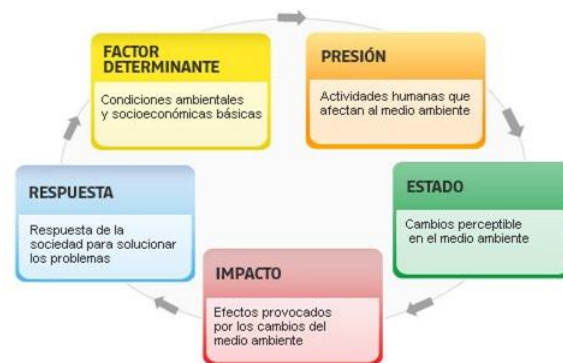 FACTOR
DETERMINANTE
Condiciones ambientales
y socioeconómicas básicas
PRESIÓN
Actividades humanas que
afectan al medio ambiente
ESTADO
Cambios perceptible
en el medio ambiente
IMPACTO
Efectos provocados
por los cambios del
medio ambiente
RESPUESTA
Respuesta de la
sociedad para solucionar
los problemas